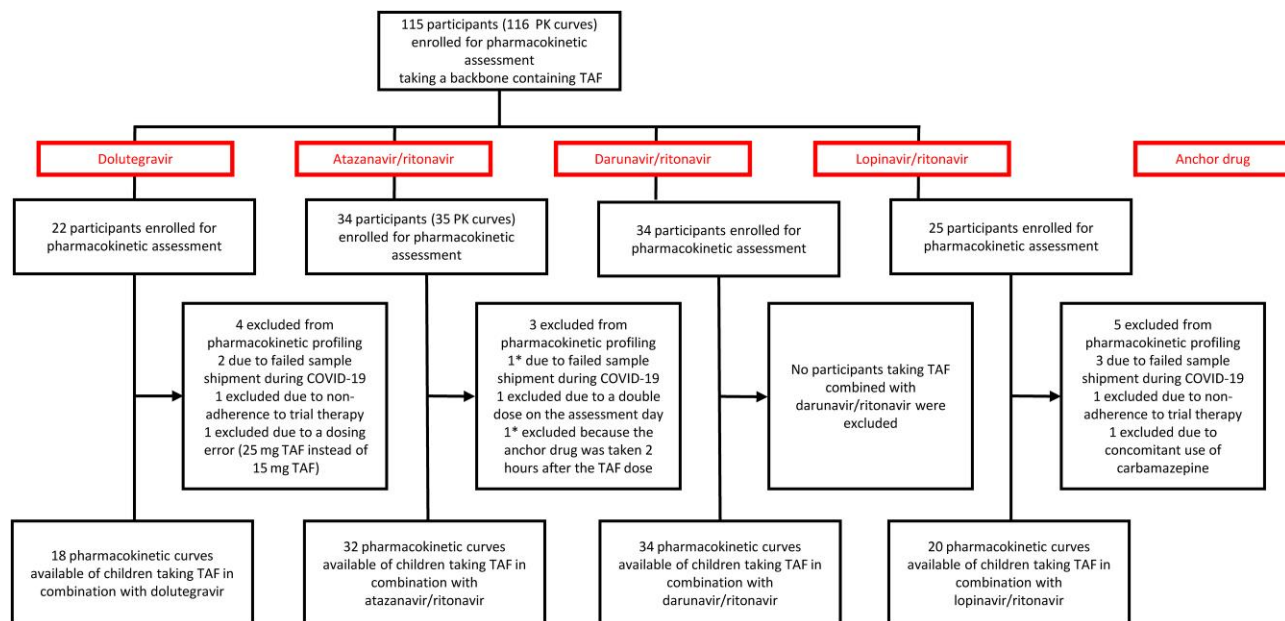 115 participants (116 PK curves)
enrolled for pharmacokinetic
assessment
taking a backbone containing TAF
Dolutegravir
Atazanavir/ritonavir
Darunavir/ritonavir
Lopinavir/ritonavir
Anchor drug
22 participants enrolled for
pharmacokinetic assessment
34 participants (35 PK curves)
enrolled for pharmacokinetic
assessment
34 participants enrolled for
pharmacokinetic assessment
25 participants enrolled for
pharmacokinetic assessment
4 excluded from
pharmacokinetic profiling
2 due to failed sample
shipment during COVID-19
1 excluded due to non-
adherence to trial therapy
1 excluded due to a dosing
error (25 mg TAF instead of
15 mg TAF)
3 excluded from
pharmacokinetic profiling
1* due to failed sample
shipment during COVID-19
1 excluded due to a double
dose on the assessment day
1* excluded because the
anchor drug was taken 2
hours after the TAF dose
No participants taking TAF
combined with
darunavir/ritonavir were
excluded
5 excluded from
pharmacokinetic profiling
3 due to failed sample
shipment during COVID-19
1 excluded due to non-
adherence to trial therapy
1 excluded due to
concomitant use of
carbamazepine
18 pharmacokinetic curves
available of children taking TAF in
combination with dolutegravir
32 pharmacokinetic curves
available of children taking TAF in
combination with
atazanavir/ritonavir
34 pharmacokinetic curves
available of children taking TAF in
combination with
darunavir/ritonavir
20 pharmacokinetic curves
available of children taking TAF in
combination with
lopinavir/ritonavir